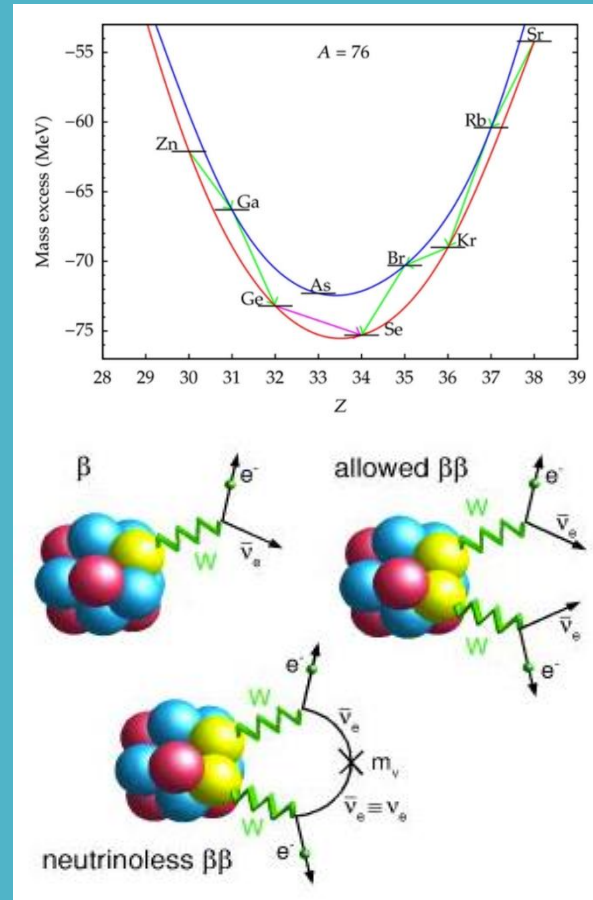 A = 76
Mass excess (MeV)
−55
−60
−65
−70
−75
Sr
Rb
Zn
Ga
Kr
Br
As
Ge
Se
28 29 30 31 32 33 34 35 36 37 38 39
Z
β
e-
W
ν̄e
allowed ββ
e-
W
ν̄e
W
ν̄e
e-
e-
W
ν̄e
mν
ν̄e≡νe
W
e-
neutrinoless ββ